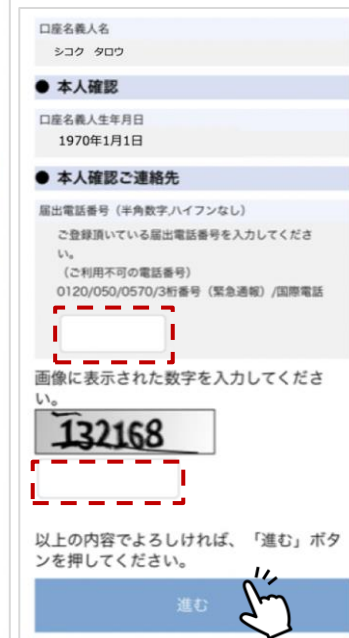 口座名義人名
シコク タロウ
● 本人確認
口座名義人生年月日
1970年1月1日
● 本人確認ご連絡先
届出電話番号（半角数字,ハイフンなし）
ご登録頂いている届出電話番号を入力してくださ
い。
（ご利用不可の電話番号）
0120/050/0570/3桁番号（緊急通報）/国際電話
画像に表示された数字を入力してくださ
い。
132168
以上の内容でよろしければ、「進む」ボタ
ンを押してください。
進む